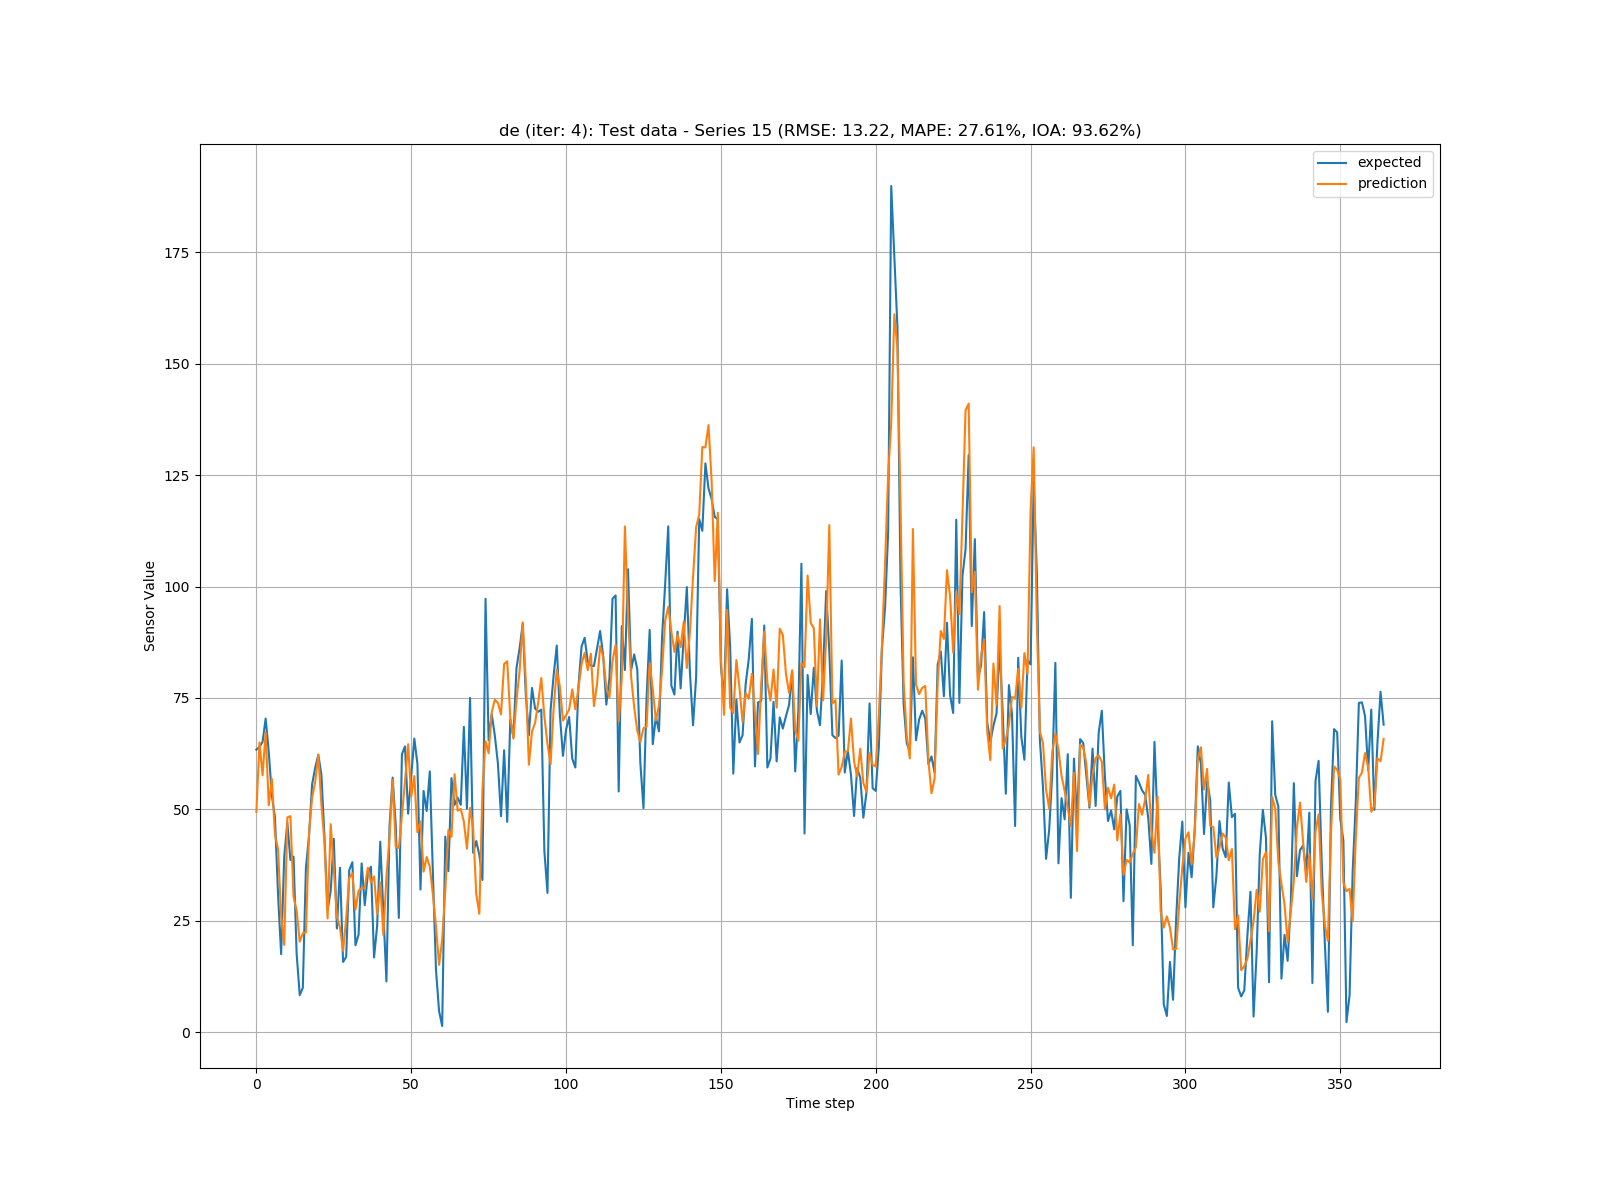 de (iter: 4): Test data - Series 15 (RMSE: 13.22, MAPE: 27.61%, IOA: 93.62%)
expected
prediction
175
150
125
100
75
50
25
0
Sensor Value
0 50 100 150 200 250 300 350
Time step